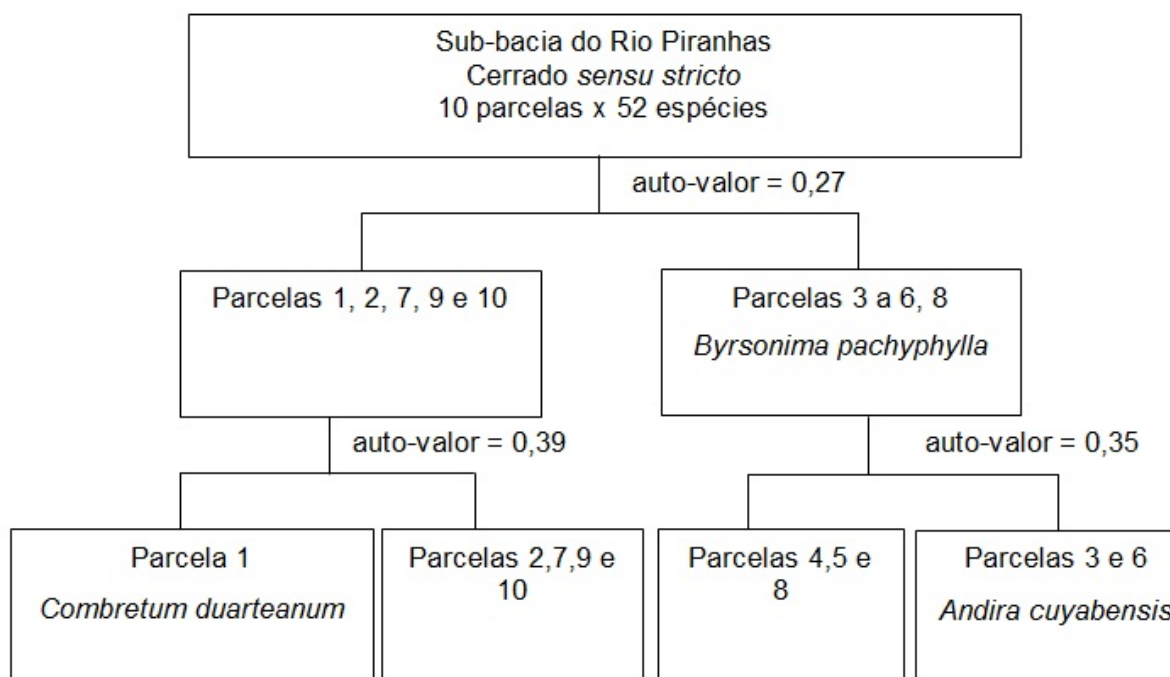 Sub-bacia do Rio Piranhas
Cerrado sensu stricto
10 parcelas x 52 espécies
auto-valor = 0,27
Parcelas 1, 2, 7, 9 e 10
Parcelas 3 a 6, 8
Byrsonima pachyphylla
auto-valor = 0,39
auto-valor = 0,35
Parcela 1
Combretum duarteanum
Parcelas 2,7,9 e
10
Parcelas 4,5 e
8
Parcelas 3 e 6
Andira cuyabensis